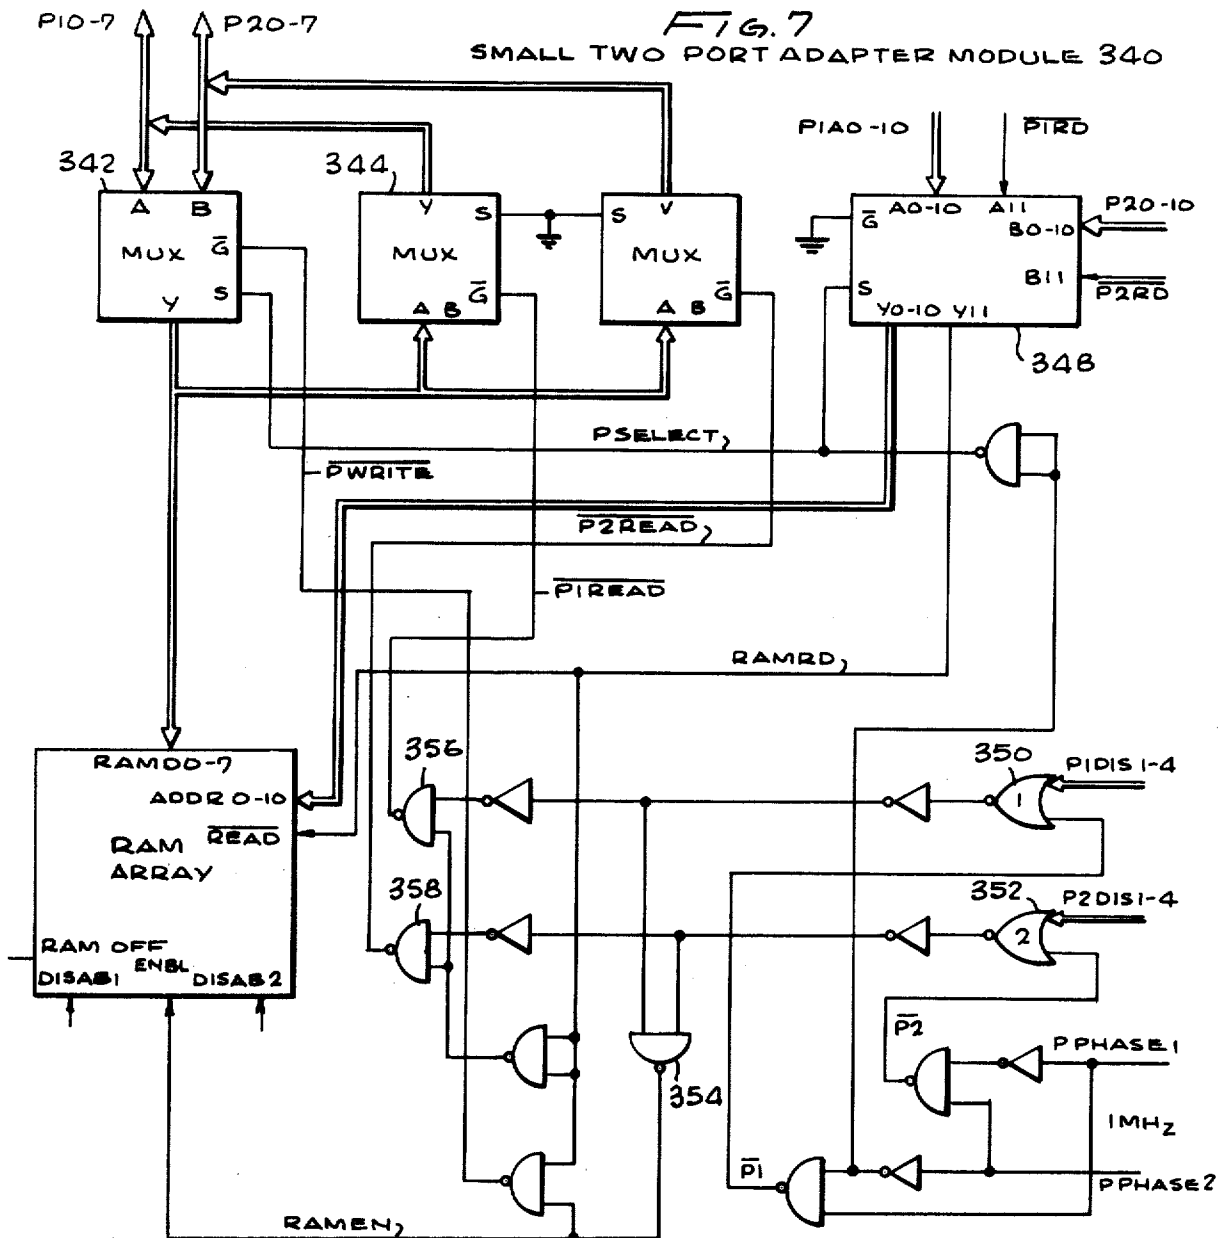 P10-7
P20-7
FIG. 7
SMALL TWO PORT ADAPTER MODULE 340
P1A0-10
P1RD
342
344
A B
MUX
G
S
Y
Y
S
MUX
G
A B
S
V
MUX
G
A B
A0-10 A11
G
B0-10
P20-10
B11
P2RD
S
Y0-10 Y11
348
PSELECT
PWRITE
P2READ
P1READ
RAMRD
RAMD0-7
ADDR 0-10
READ
RAM
ARRAY
RAM OFF
ENBL
DISAB1
DISAB2
356
350
P1DIS 1-4
1
358
352
P2DIS1-4
2
P2
PPHASE1
354
1MHZ
P1
PPHASE2
RAMEN